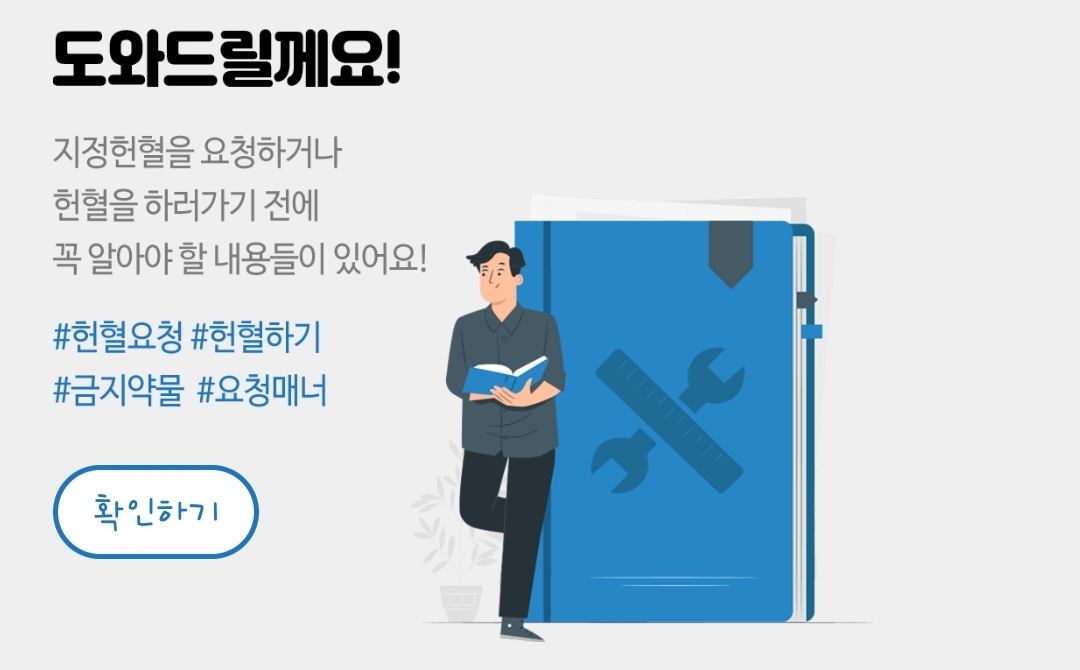 도와드릴께요!
지정헌혈을 요청하거나
헌혈을 하러가기 전에
꼭 알아야 할 내용들이 있어요!
#헌혈요청 #헌혈하기
#금지약물 #요청매너
확인하기